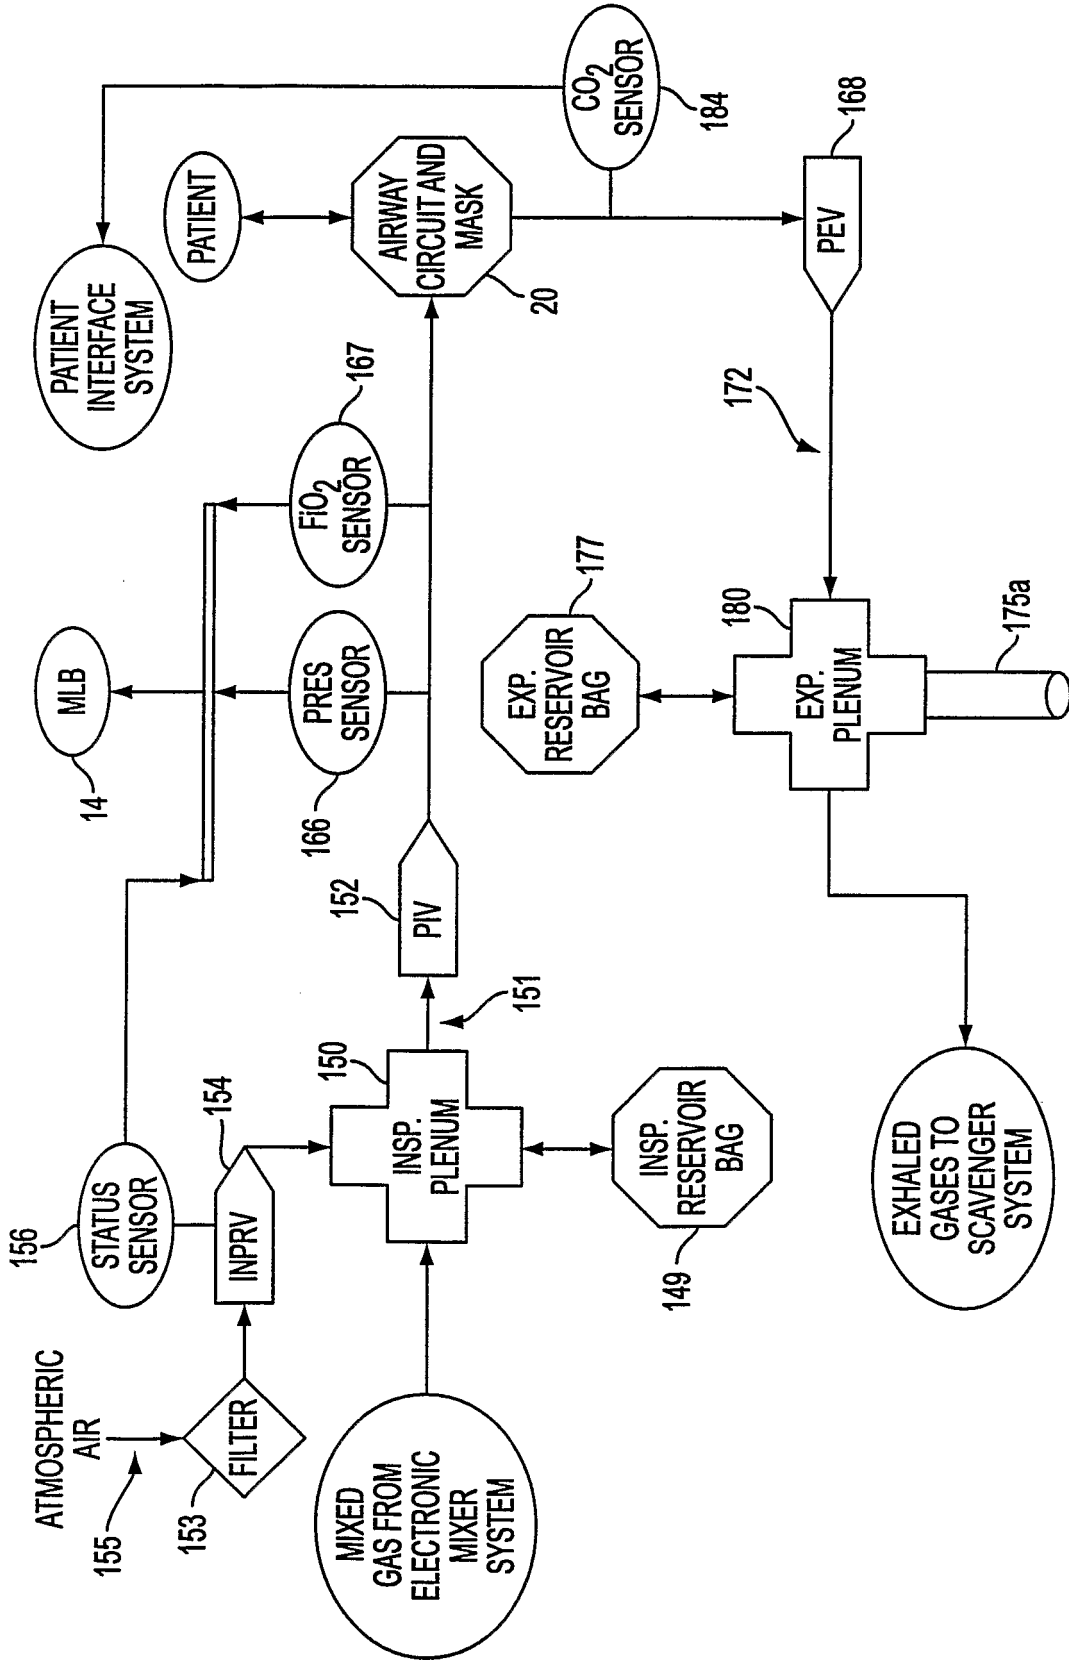 ATMOSPHERIC
AIR
155
FILTER
153
156
STATUS
SENSOR
INPRV
154
MIXED
GAS FROM
ELECTRONIC
MIXER
SYSTEM
INSP.
PLENUM
150
151
INSP.
RESERVOIR
BAG
149
PIV
152
14
MLB
PRES
SENSOR
166
FiO2
SENSOR
167
PATIENT
INTERFACE
SYSTEM
PATIENT
AIRWAY
CIRCUIT AND
MASK
20
CO2
SENSOR
184
PEV
168
172
EXP.
RESERVOIR
BAG
177
EXP.
PLENUM
180
175a
EXHALED
GASES TO
SCAVENGER
SYSTEM